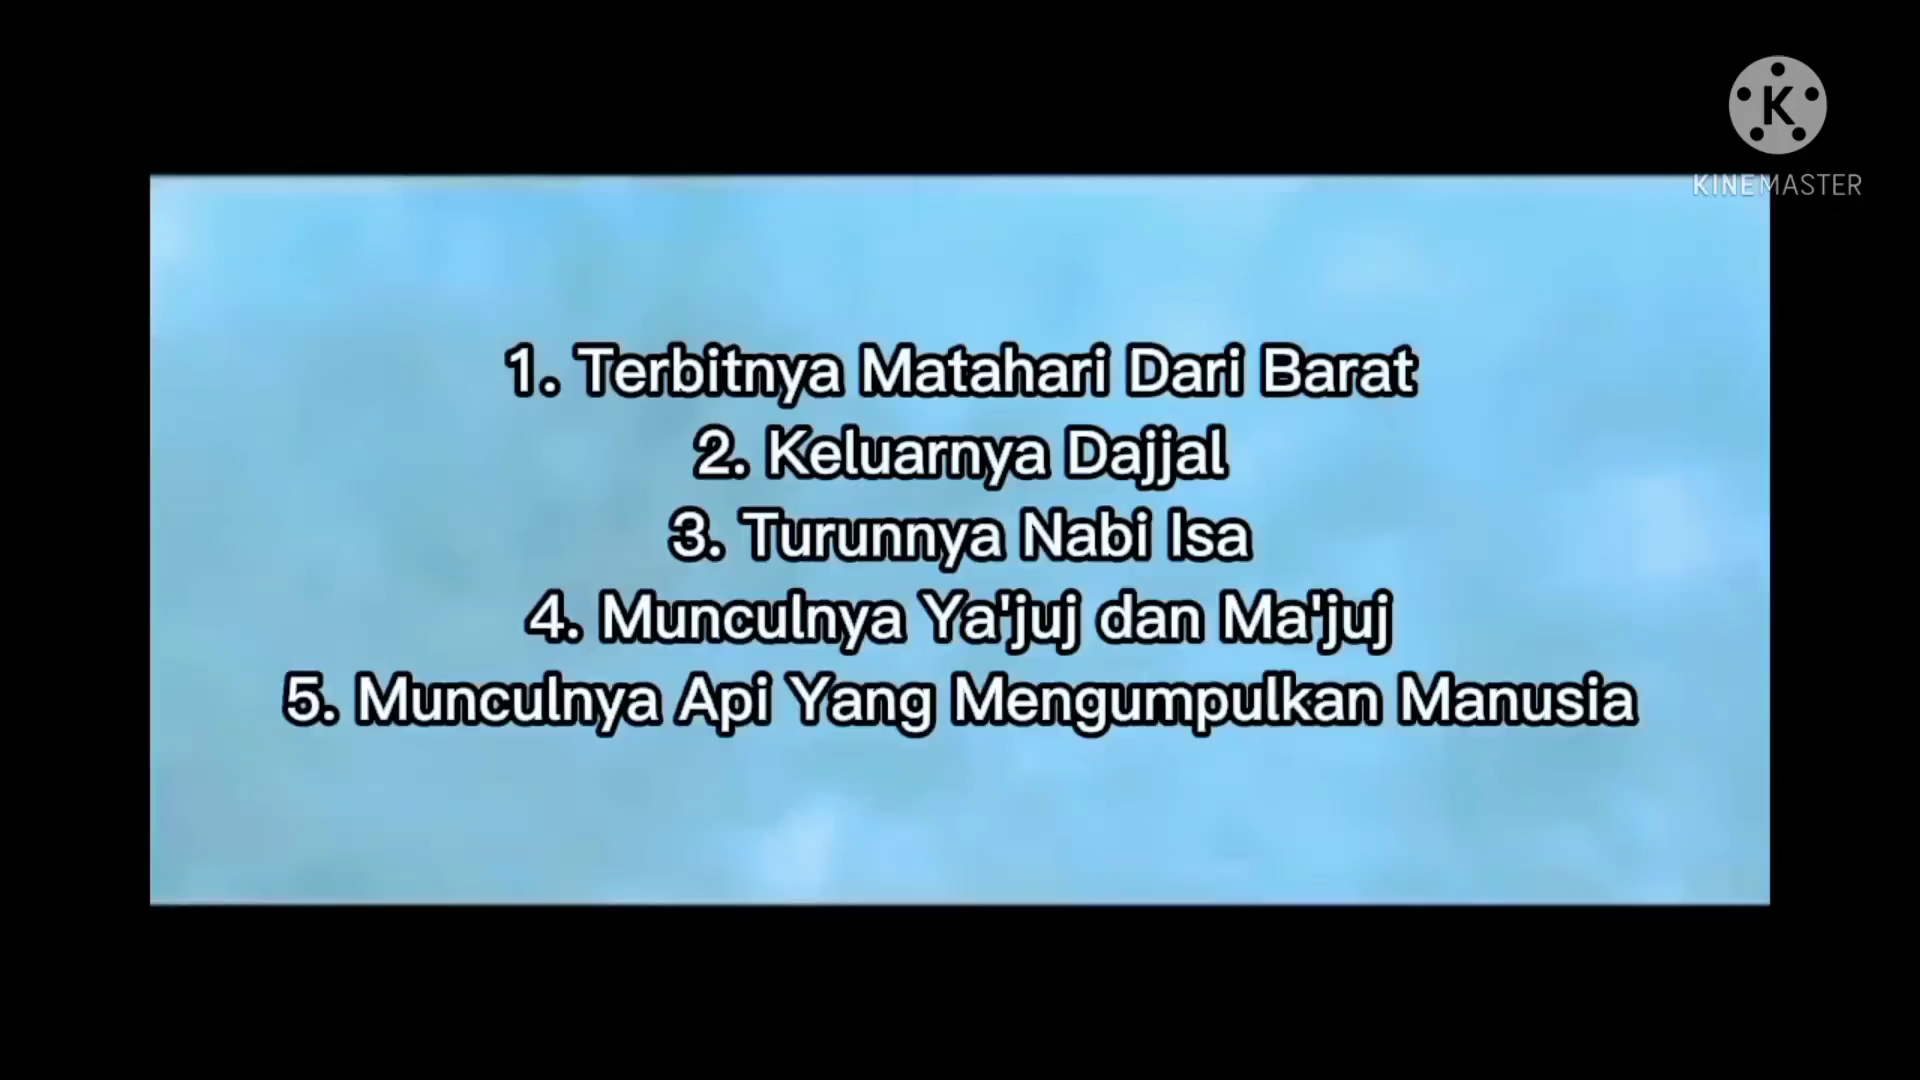 K
KINEMASTER
1. Terbitnya Matahari Dari Barat
2. Keluarnya Dajjal
3. Turunnya Nabi Isa
4. Munculnya Ya'juj dan Ma'juj
5. Munculnya Api Yang Mengumpulkan Manusia